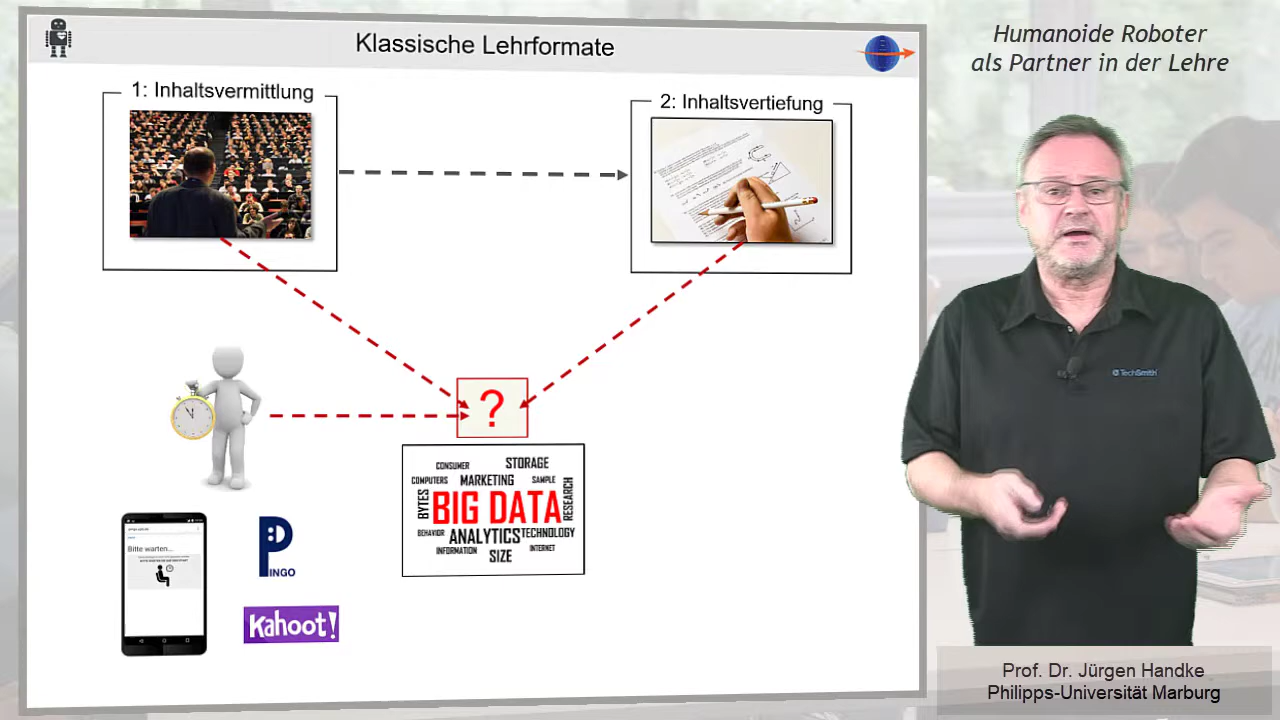 Klassische Lehrformate
Humanoide Roboter
als Partner in der Lehre
1: Inhaltsvermittlung
2: Inhaltsvertiefung
?
CONSUMER
STORAGE
COMPUTERS
MARKETING
SAMPLE
BYTES
BIG DATA
RESEARCH
BEHAVIOR
ANALYTICS
TECHNOLOGY
INFORMATION
SIZE
INTERNET
Bitte warten...
PINGO
Kahoot!
TechSmith
Prof. Dr. Jürgen Handke
Philipps-Universität Marburg